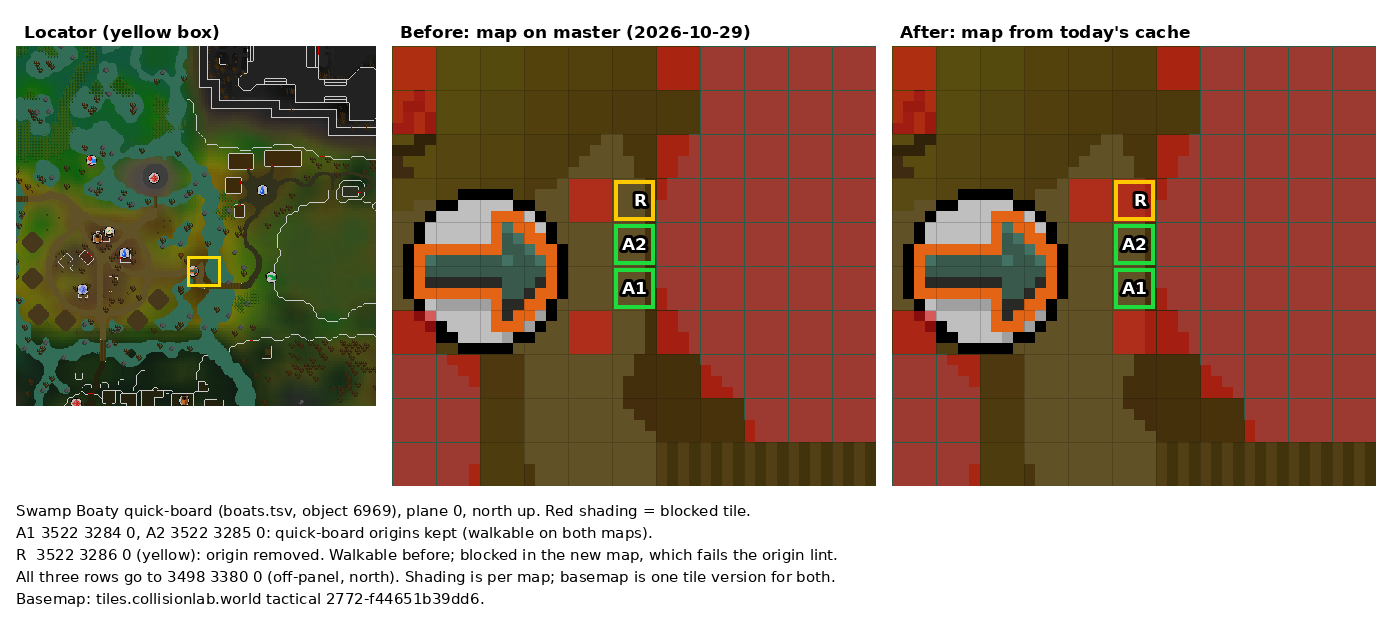 Locator (yellow box)
Before: map on master (2026-10-29)
After: map from today's cache
R
A2
A1
R
A2
A1
Swamp Boaty quick-board (boats.tsv, object 6969), plane 0, north up. Red shading = blocked tile.
A1 3522 3284 0, A2 3522 3285 0: quick-board origins kept (walkable on both maps).
R  3522 3286 0 (yellow): origin removed. Walkable before; blocked in the new map, which fails the origin lint.
All three rows go to 3498 3380 0 (off-panel, north). Shading is per map; basemap is one tile version for both.
Basemap: tiles.collisionlab.world tactical 2772-f44651b39dd6.